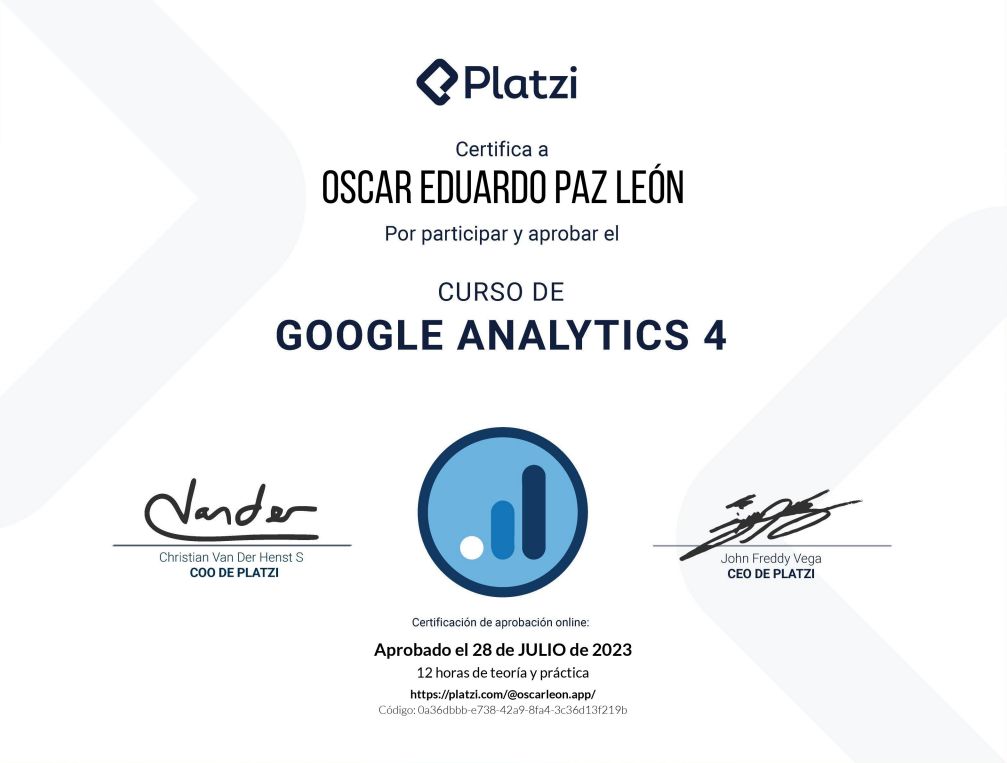 Platzi
Certifica a
OSCAR EDUARDO PAZ LEÓN
Por participar y aprobar el
CURSO DE
GOOGLE ANALYTICS 4
Vander
Christian Van Der Henst S
COO DE PLATZI
John Freddy Vega
CEO DE PLATZI
Certificación de aprobación online:
Aprobado el 28 de JULIO de 2023
12 horas de teoría y práctica
https://platzi.com/@oscarleon.app/
Código: 0a36dbbb-e738-42a9-8fa4-3c36d13f219b